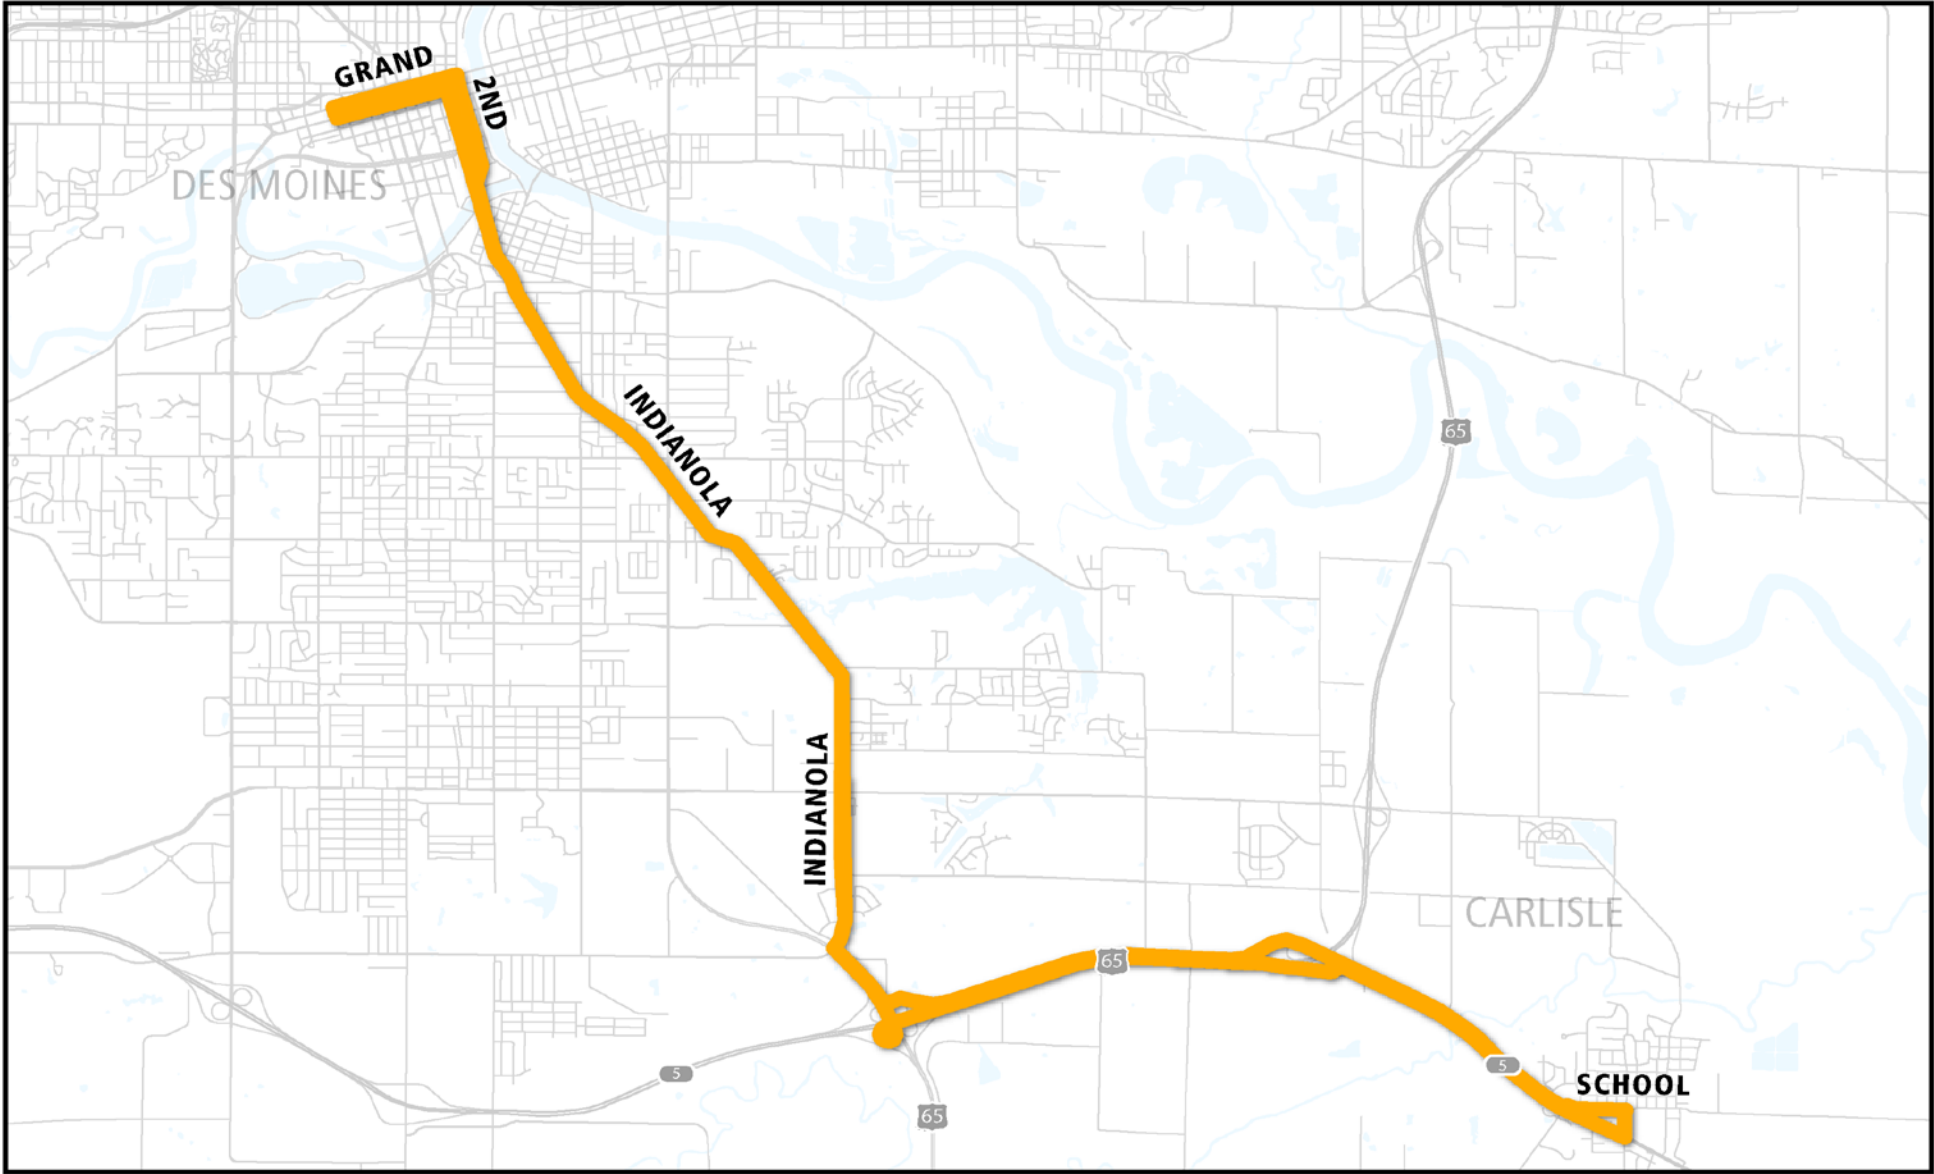 GRAND
2ND
DES MOINES
INDIANOLA
65
INDIANOLA
CARLISLE
65
5
5
SCHOOL
65